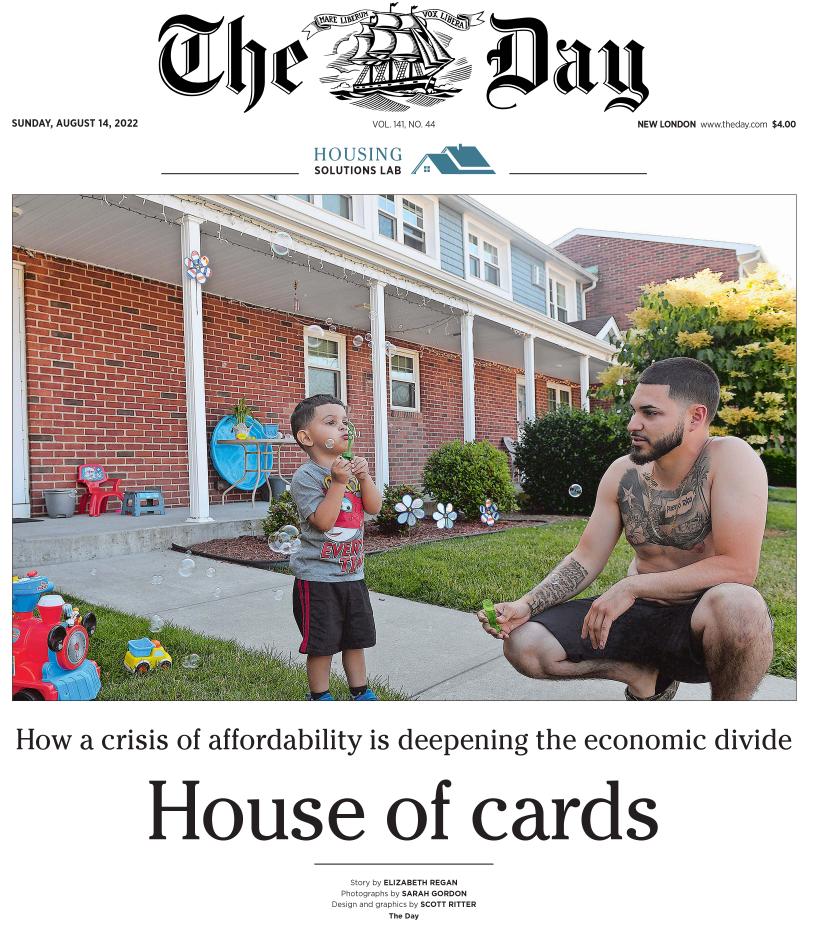 MARE LIBERUM VOX LIBERA
The Day
SUNDAY, AUGUST 14, 2022
VOL. 141, NO. 44
NEW LONDON www.theday.com $4.00
HOUSING
SOLUTIONS LAB
EVERY
How a crisis of affordability is deepening the economic divide
House of cards
Story by ELIZABETH REGAN
Photographs by SARAH GORDON
Design and graphics by SCOTT RITTER
The Day